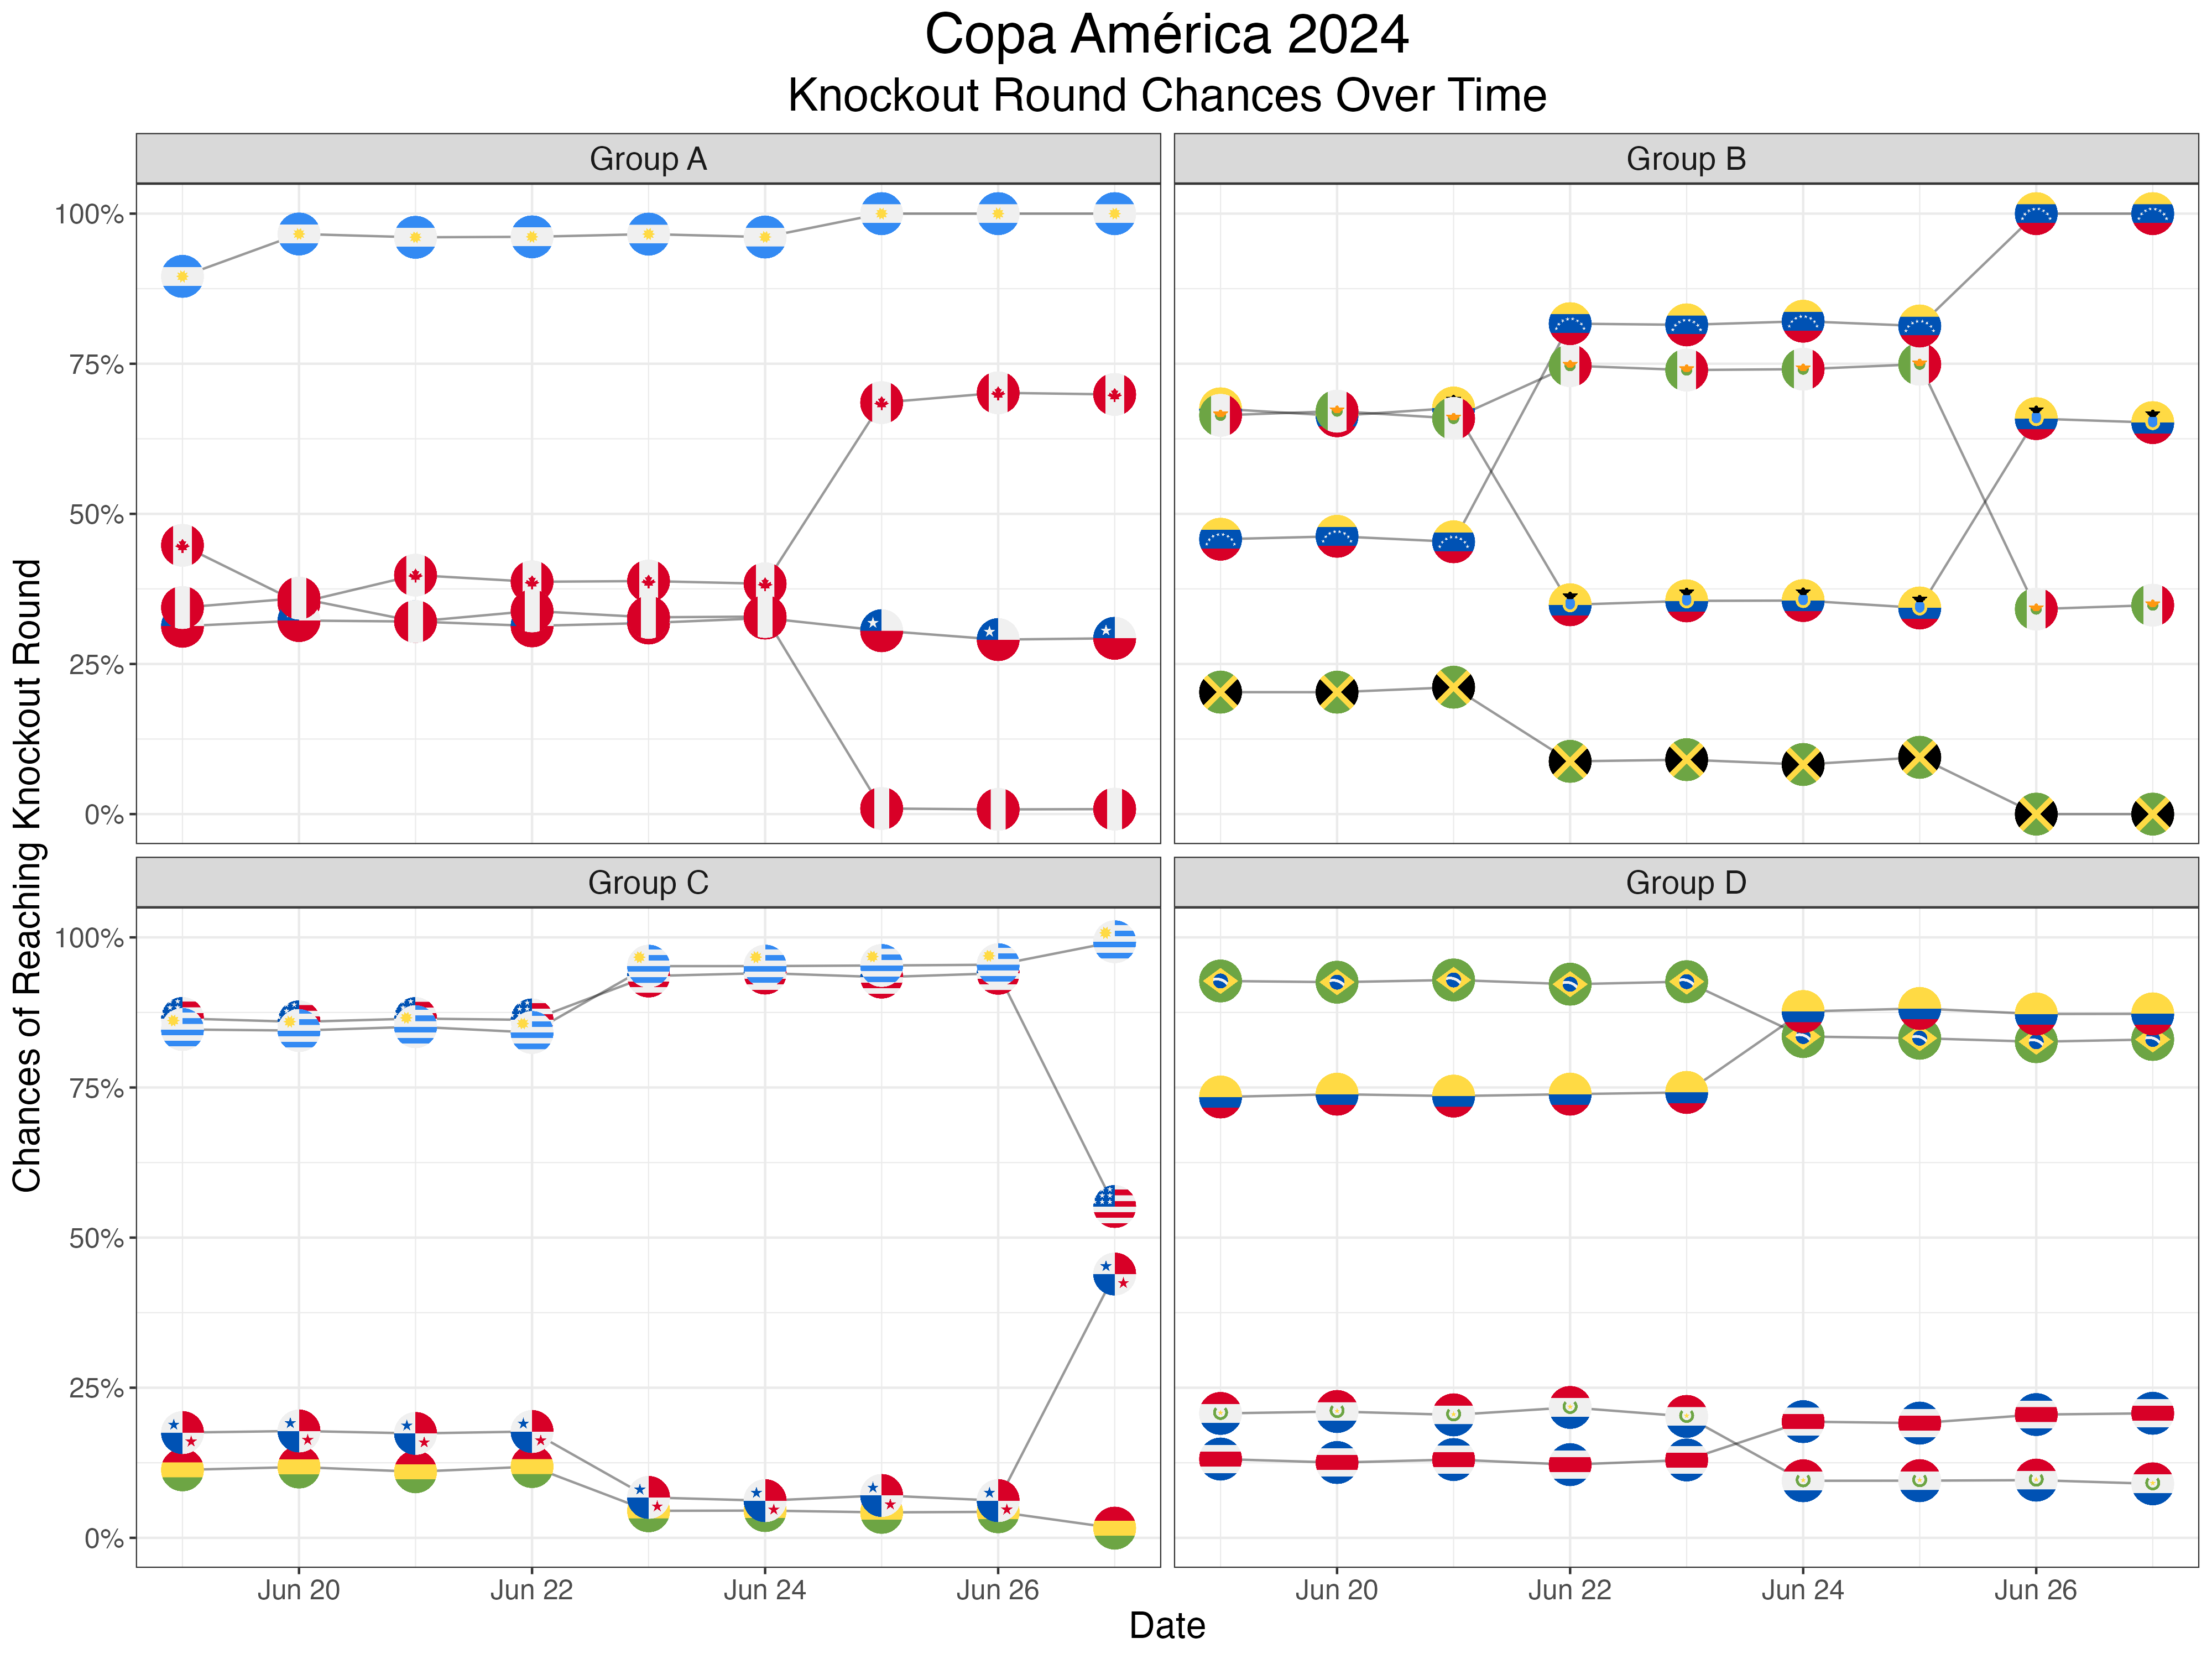 Copa América 2024
Knockout Round Chances Over Time
Group A
Group B
100%
75%
50%
25%
0%
Group C
Group D
100%
75%
50%
25%
0%
Jun 20
Jun 22
Jun 24
Jun 26
Jun 20
Jun 22
Jun 24
Jun 26
Date
Chances of Reaching Knockout Round